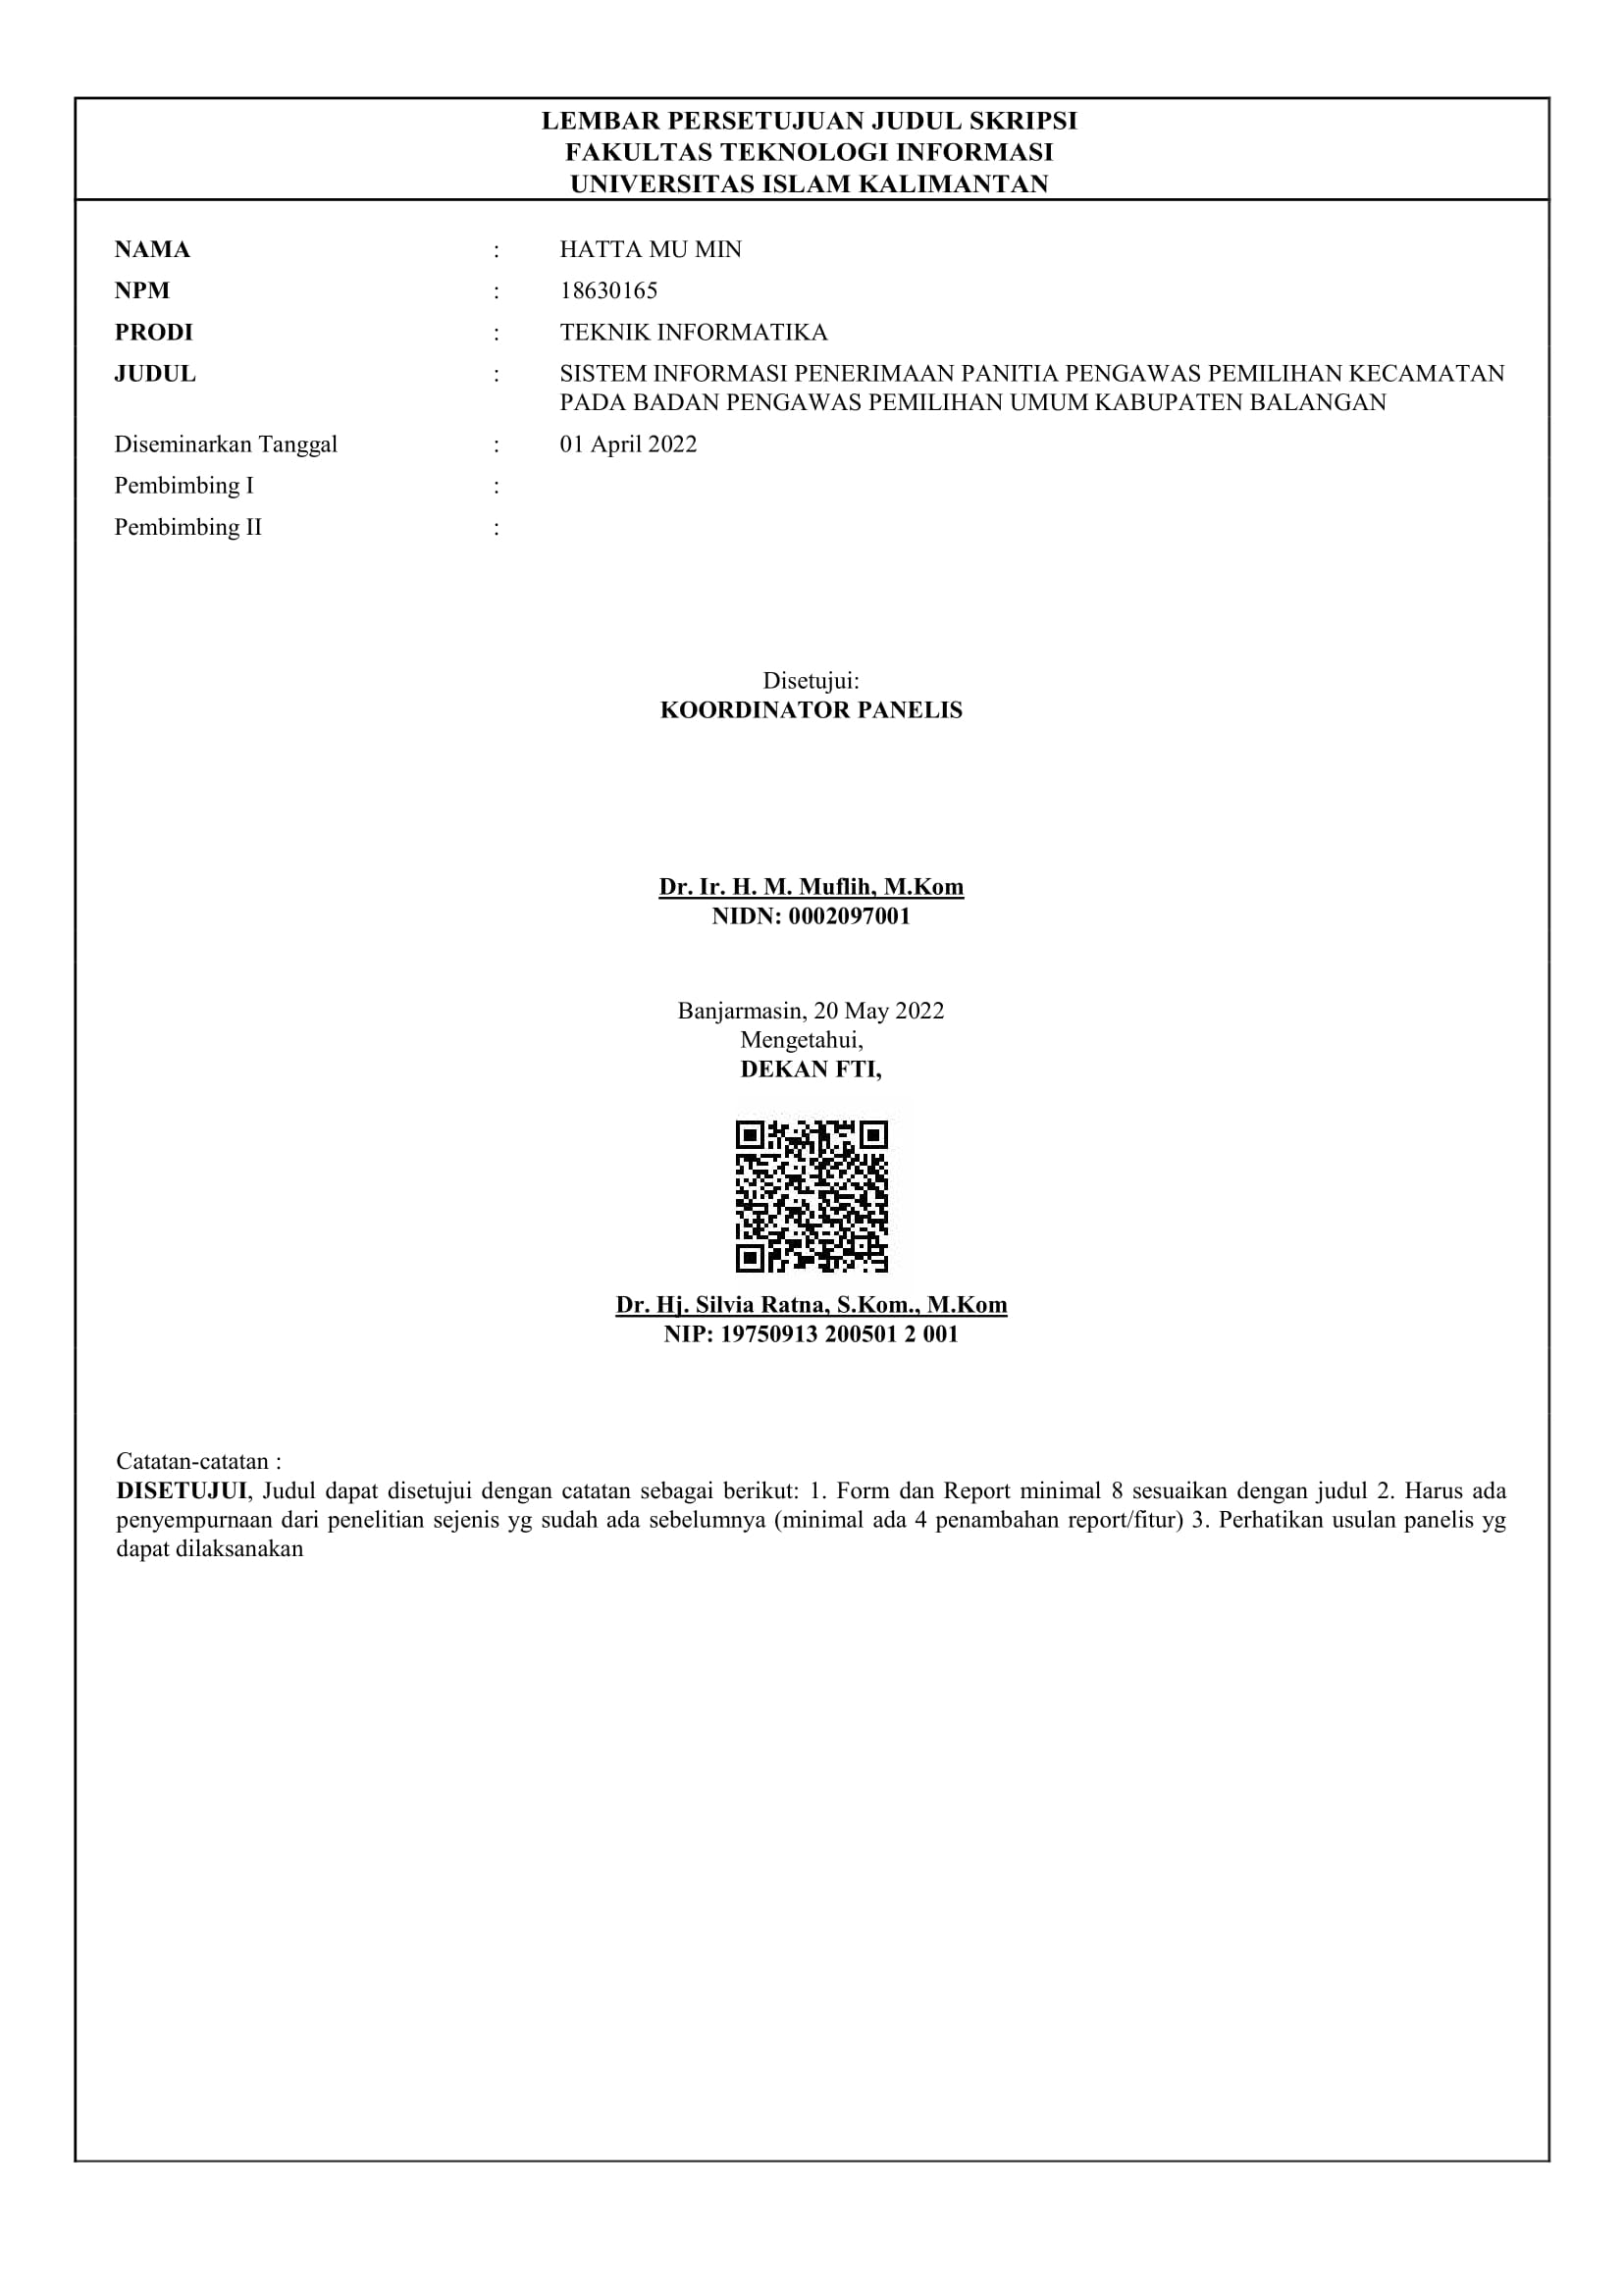 LEMBAR PERSETUJUAN JUDUL SKRIPSI
FAKULTAS TEKNOLOGI INFORMASI
UNIVERSITAS ISLAM KALIMANTAN
NAMA : HATTA MU MIN
NPM : 18630165
PRODI : TEKNIK INFORMATIKA
JUDUL : SISTEM INFORMASI PENERIMAAN PANITIA PENGAWAS PEMILIHAN KECAMATAN
PADA BADAN PENGAWAS PEMILIHAN UMUM KABUPATEN BALANGAN
Diseminarkan Tanggal : 01 April 2022
Pembimbing I :
Pembimbing II :
Disetujui:
KOORDINATOR PANELIS
Dr. Ir. H. M. Muflih, M.Kom
NIDN: 0002097001
Banjarmasin, 20 May 2022
Mengetahui,
DEKAN FTI,
Dr. Hj. Silvia Ratna, S.Kom., M.Kom
NIP: 19750913 200501 2 001
Catatan-catatan :
DISETUJUI, Judul dapat disetujui dengan catatan sebagai berikut: 1. Form dan Report minimal 8 sesuaikan dengan judul 2. Harus ada
penyempurnaan dari penelitian sejenis yg sudah ada sebelumnya (minimal ada 4 penambahan report/fitur) 3. Perhatikan usulan panelis yg
dapat dilaksanakan